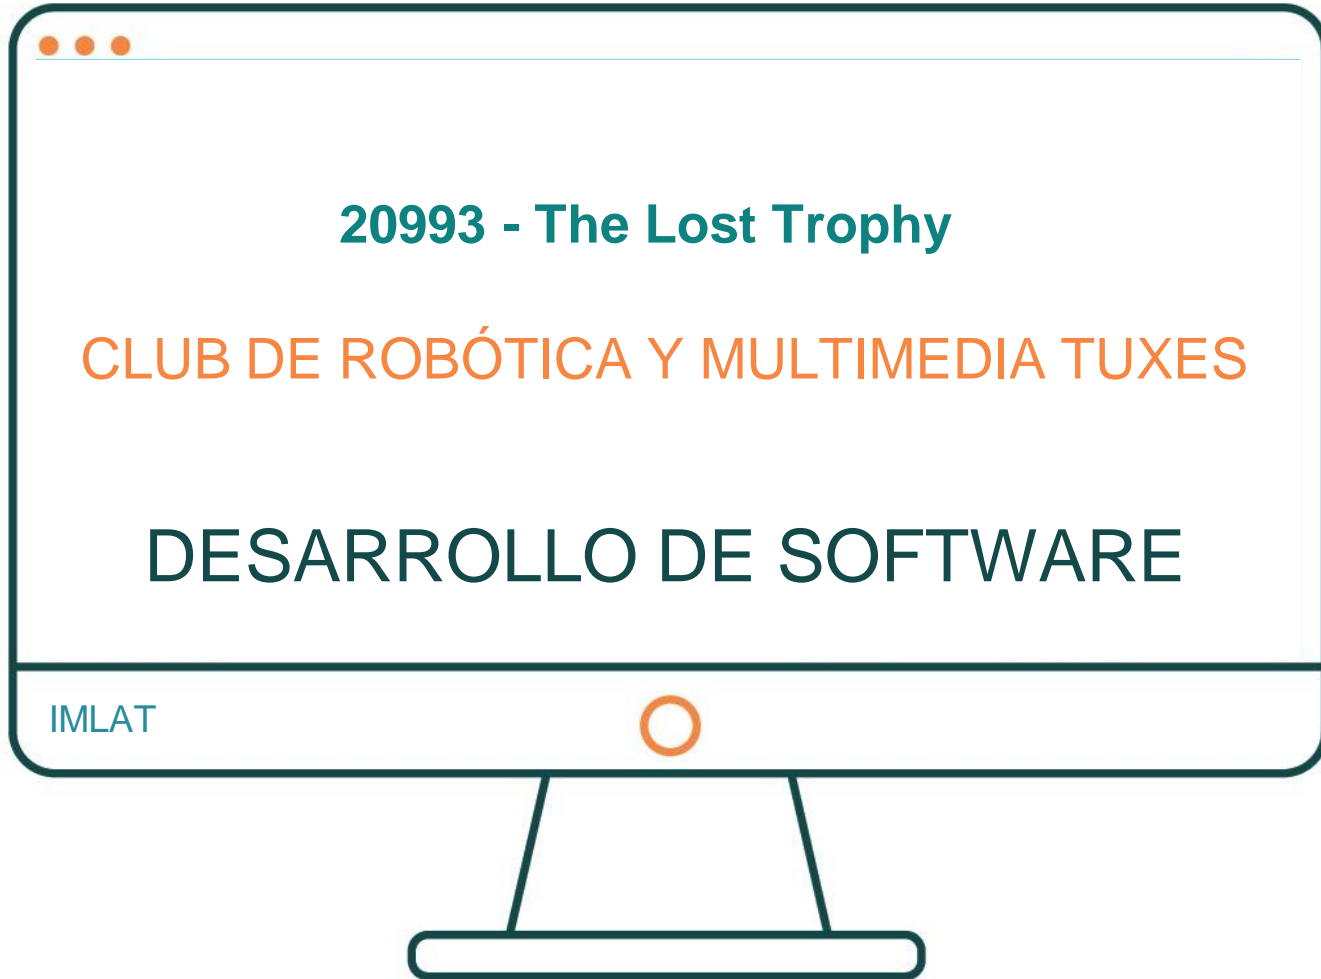 20993 - The Lost Trophy
CLUB DE ROBÓTICA Y MULTIMEDIA TUXES
DESARROLLO DE SOFTWARE
IMLAT